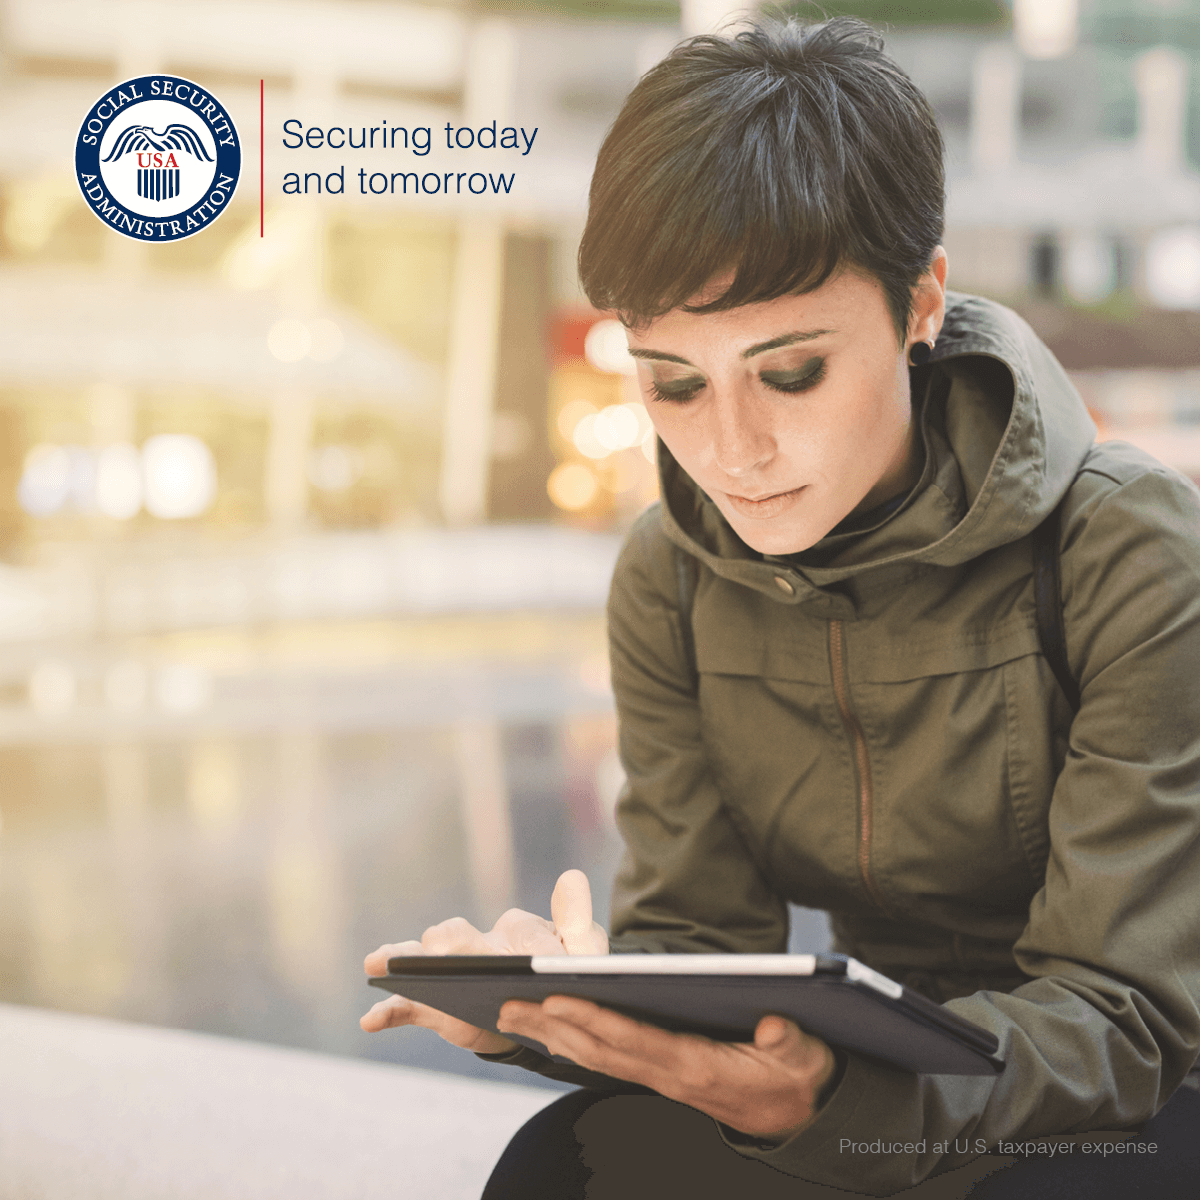 SOCIAL SECURITY
USA
ADMINISTRATION
Securing today
and tomorrow
Produced at U.S. taxpayer expense